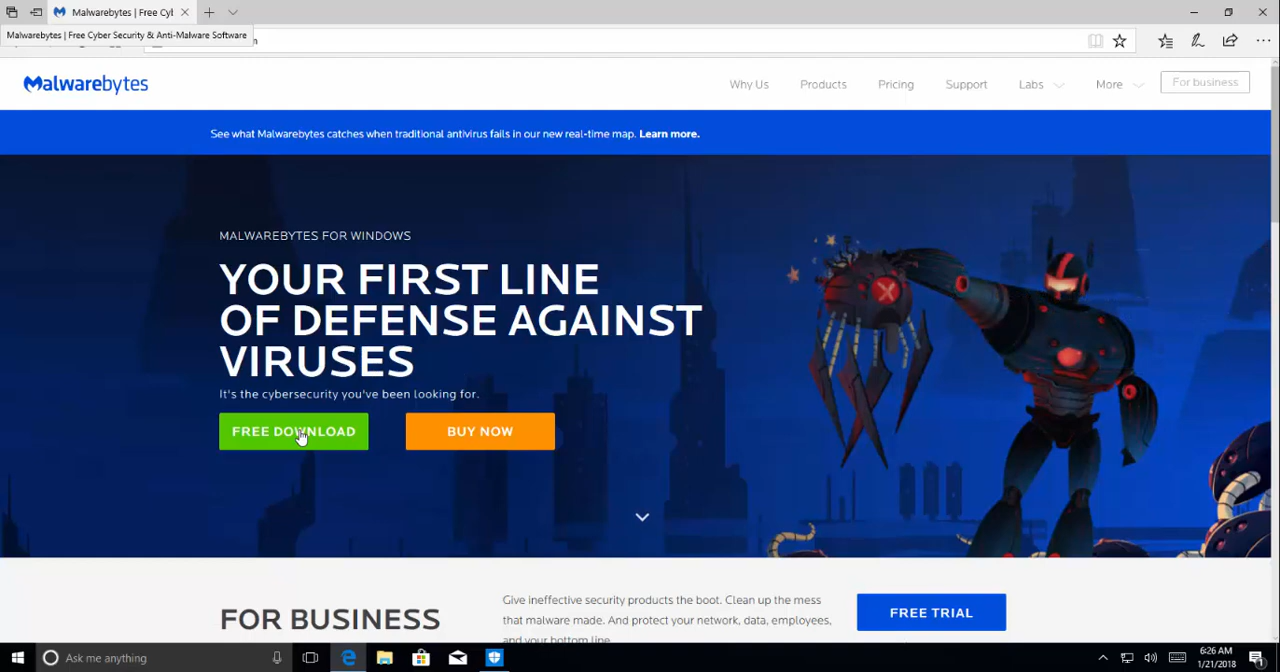 Malwarebytes | Free Cyl
Malwarebytes | Free Cyber Security & Anti-Malware Software
Malwarebytes
Why Us
Products
Pricing
Support
Labs
More
For business
See what Malwarebytes catches when traditional antivirus fails in our new real-time map. Learn more.
MALWAREBYTES FOR WINDOWS
YOUR FIRST LINE
OF DEFENSE AGAINST
VIRUSES
It's the cybersecurity you've been looking for.
FREE DOWNLOAD
BUY NOW
FOR BUSINESS
Give ineffective security products the boot. Clean up the mess
that malware made. And protect your network, data, employees,
and your bottom line.
FREE TRIAL
Ask me anything
6:26 AM
1/21/2018